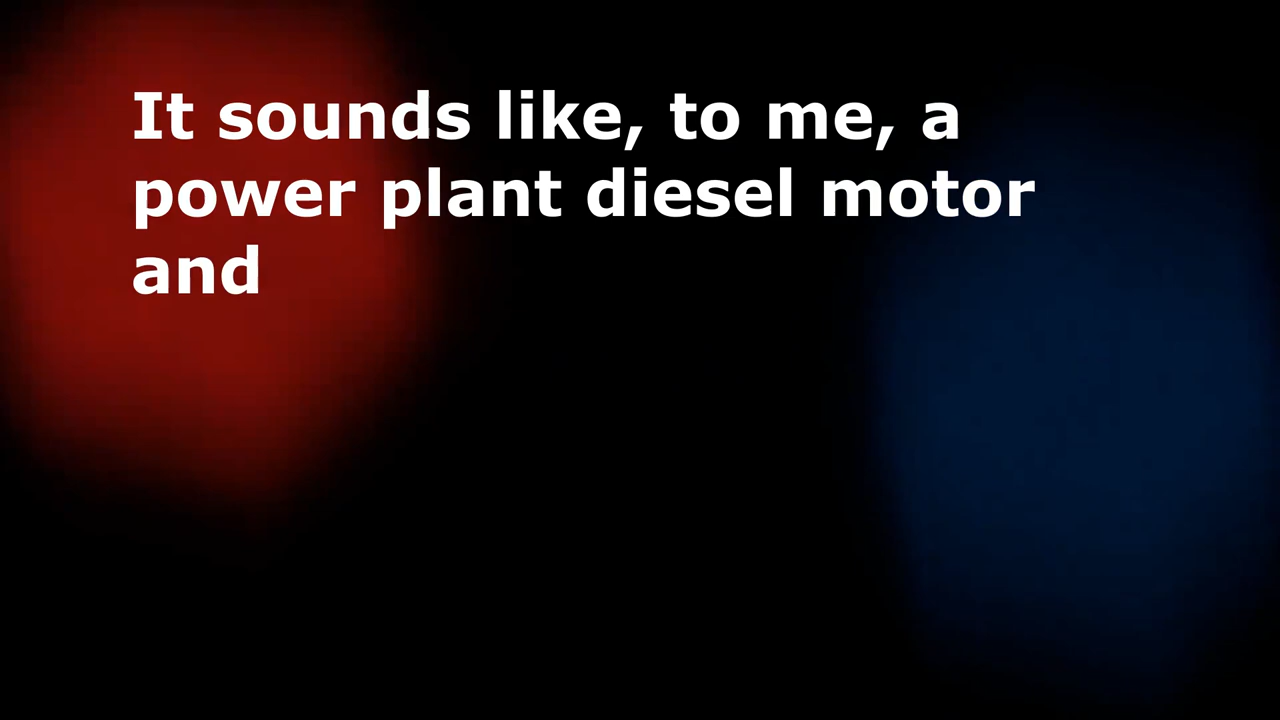 It sounds like, to me, a
power plant diesel motor
and